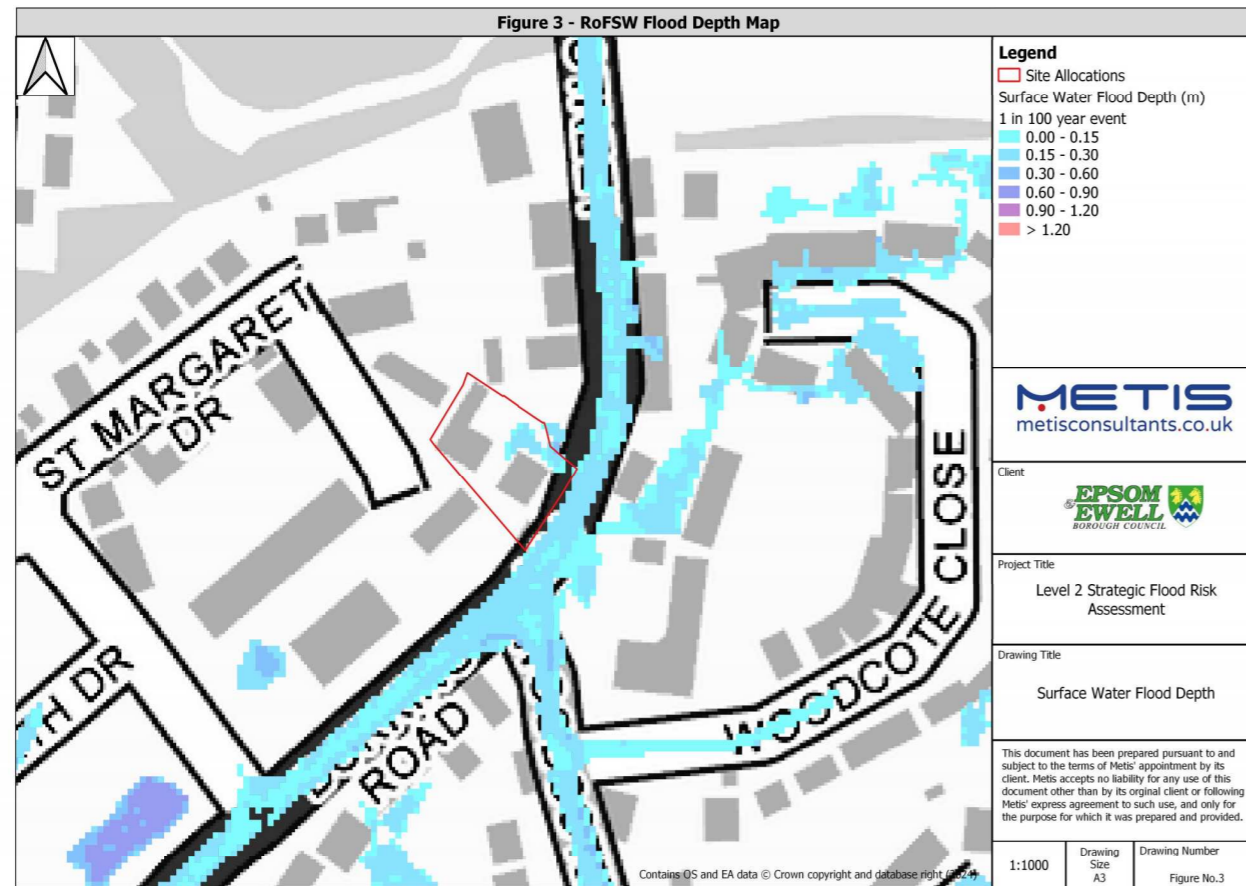 Figure 3 - RoFSW Flood Depth Map
ST MARGARET
DR
TH DR
ROAD
WOODCOTE CLOSE
Contains OS and EA data © Crown copyright and database right (2024)
Legend
Site Allocations
Surface Water Flood Depth (m)
1 in 100 year event
0.00 - 0.15
0.15 - 0.30
0.30 - 0.60
0.60 - 0.90
0.90 - 1.20
> 1.20
METIS
metisconsultants.co.uk
Client
EPSOM
& EWELL
BOROUGH COUNCIL
Project Title
Level 2 Strategic Flood Risk
Assessment
Drawing Title
Surface Water Flood Depth
This document has been prepared pursuant to and
subject to the terms of Metis' appointment by its
client. Metis accepts no liability for any use of this
document other than by its orginal client or following
Metis' express agreement to such use, and only for
the purpose for which it was prepared and provided.
1:1000
Drawing
Size
A3
Drawing Number
Figure No.3